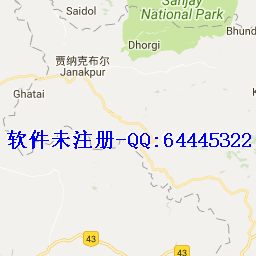 Sanjay
National Park
Saidol
Dhorgi
Bhund
贾纳克布尔
Janakpur
Ghatai
软件未注册-QQ:64445322
43
43